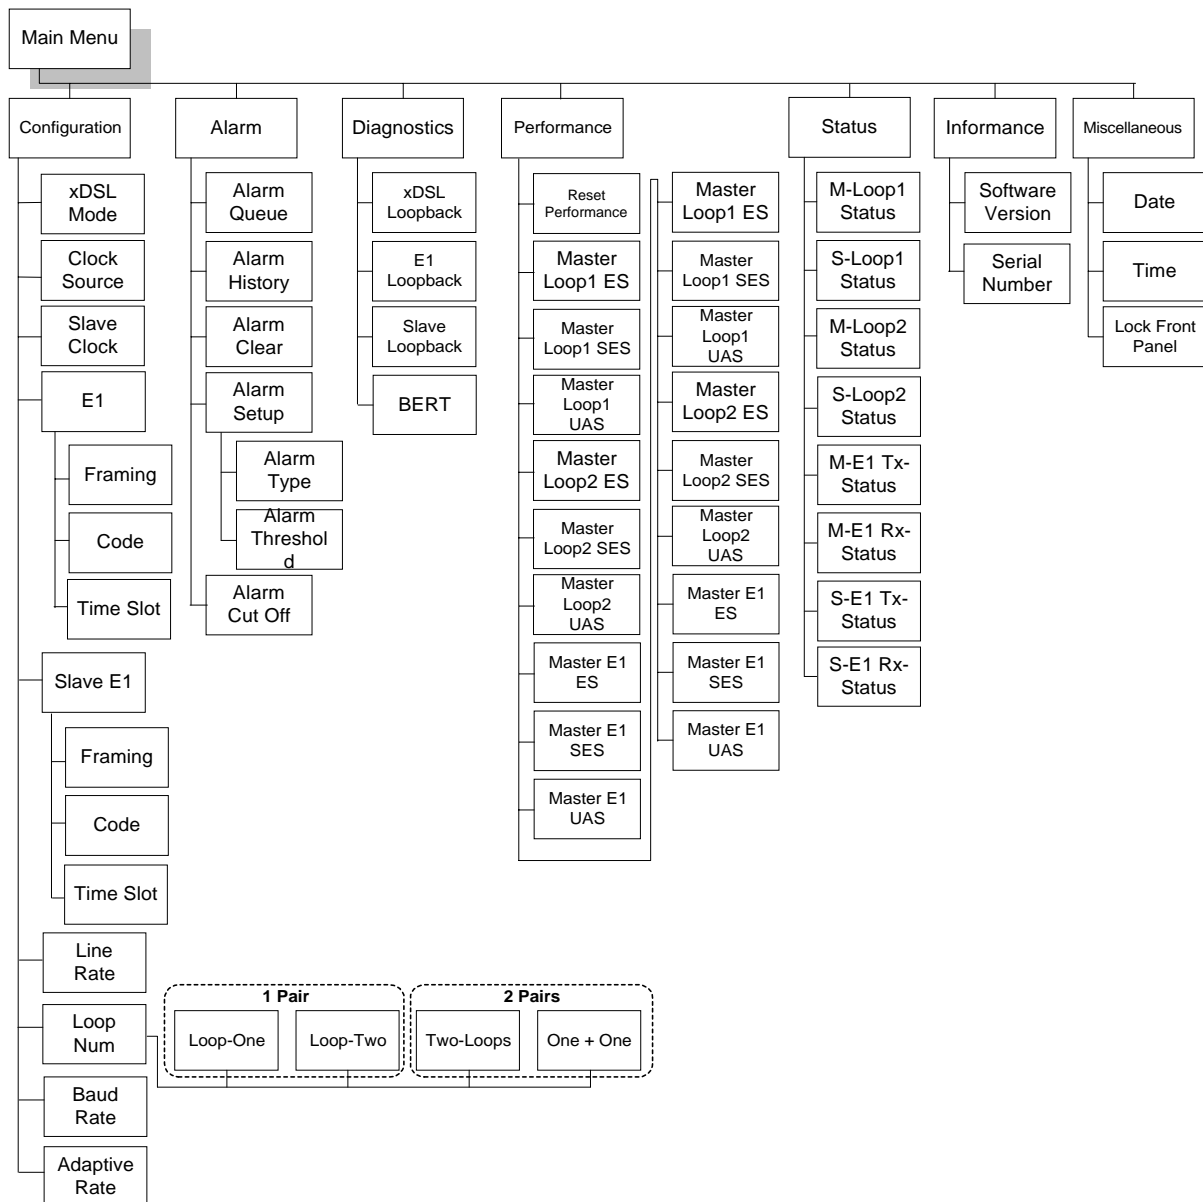 Main Menu
Configuration
Alarm
Diagnostics
Performance
Status
Informance
Miscellaneous
xDSL
Mode
Clock
Source
Slave
Clock
E1
Framing
Code
Time Slot
Slave E1
Framing
Code
Time Slot
Line
Rate
Loop
Num
1 Pair
Loop-One
Loop-Two
2 Pairs
Two-Loops
One + One
Baud
Rate
Adaptive
Rate
Alarm
Queue
Alarm
History
Alarm
Clear
Alarm
Setup
Alarm
Type
Alarm
Threshol
d
Alarm
Cut Off
xDSL
Loopback
E1
Loopback
Slave
Loopback
BERT
Reset
Performance
Master
Loop1 ES
Master
Loop1 SES
Master
Loop1
UAS
Master
Loop2 ES
Master
Loop2 SES
Master
Loop2
UAS
Master E1
ES
Master E1
SES
Master E1
UAS
Master
Loop1 ES
Master
Loop1 SES
Master
Loop1
UAS
Master
Loop2 ES
Master
Loop2 SES
Master
Loop2
UAS
Master E1
ES
Master E1
SES
Master E1
UAS
M-Loop1
Status
S-Loop1
Status
M-Loop2
Status
S-Loop2
Status
M-E1 Tx-
Status
M-E1 Rx-
Status
S-E1 Tx-
Status
S-E1 Rx-
Status
Software
Version
Serial
Number
Date
Time
Lock Front
Panel